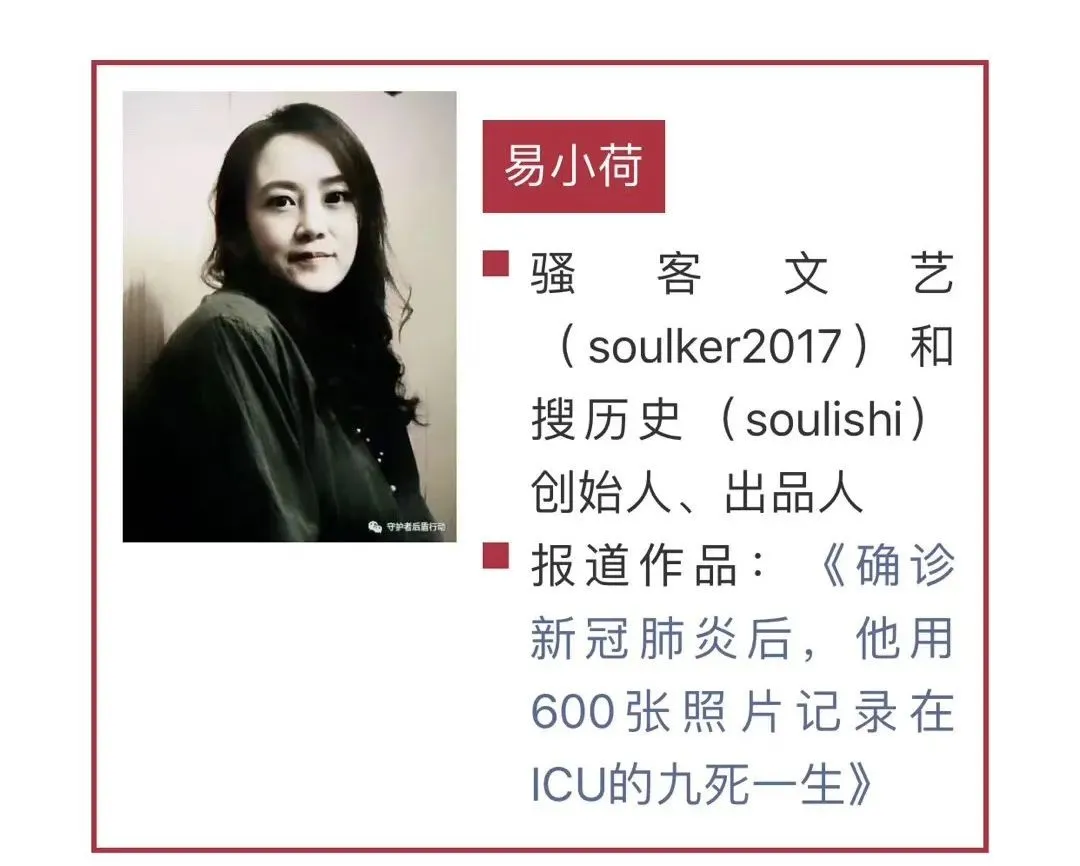 易小荷
骚客文艺
（soulker2017）和
搜历史（soulishi）
创始人、出品人
报道作品：《确诊
新冠肺炎后，他用
600张照片记录在
ICU的九死一生》
守护者后盾行动